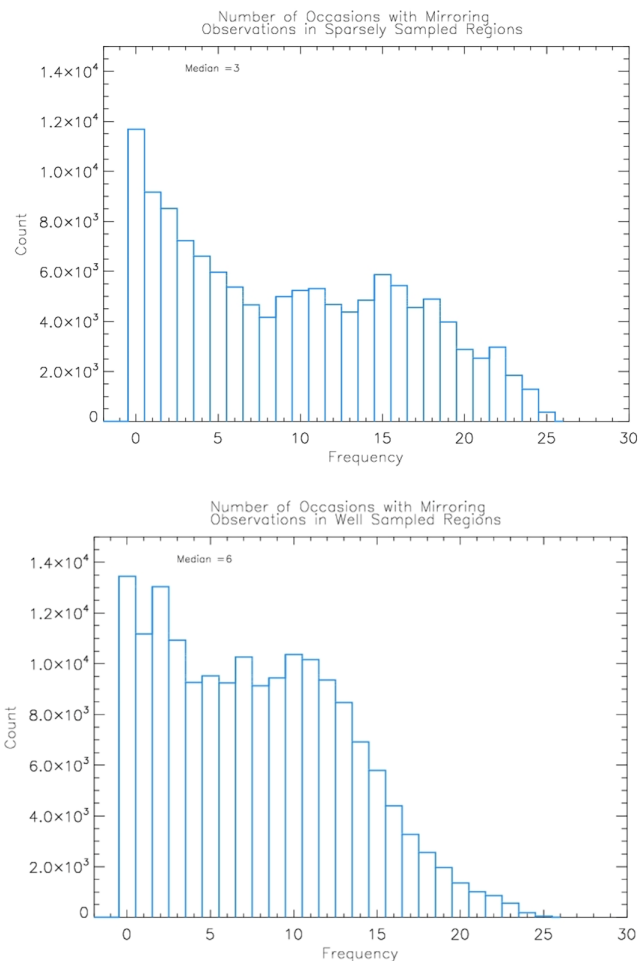 Number of Occasions with Mirroring
Observations in Sparsely Sampled Regions
Median =3
1.4×10⁴
1.2×10⁴
1.0×10⁴
8.0×10³
6.0×10³
4.0×10³
2.0×10³
0
Count
0 5 10 15 20 25 30
Frequency
Number of Occasions with Mirroring
Observations in Well Sampled Regions
Median =6
1.4×10⁴
1.2×10⁴
1.0×10⁴
8.0×10³
6.0×10³
4.0×10³
2.0×10³
0
Count
0 5 10 15 20 25 30
Frequency